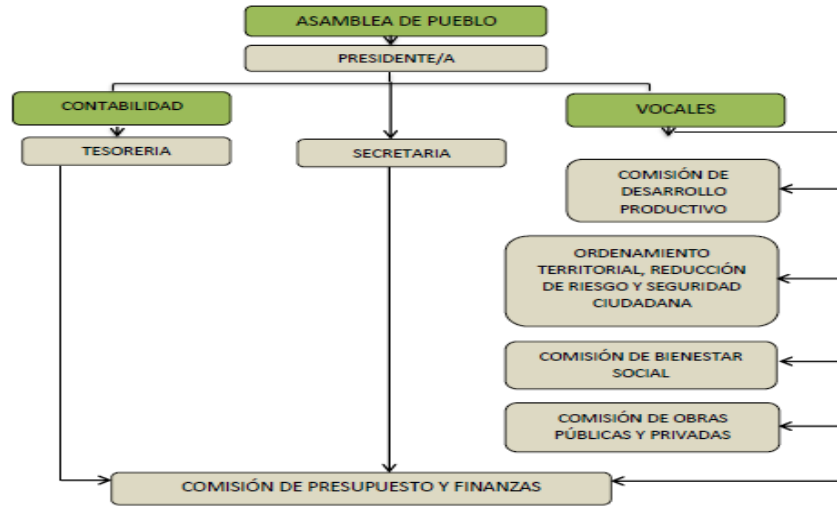 ASAMBLEA DE PUEBLO
PRESIDENTE/A
CONTABILIDAD
TESORERIA
SECRETARIA
VOCALES
COMISIÓN DE
DESARROLLO
PRODUCTIVO
ORDENAMIENTO
TERRITORIAL, REDUCCIÓN
DE RIESGO Y SEGURIDAD
CIUDADANA
COMISIÓN DE BIENESTAR
SOCIAL
COMISIÓN DE OBRAS
PÚBLICAS Y PRIVADAS
COMISIÓN DE PRESUPUESTO Y FINANZAS